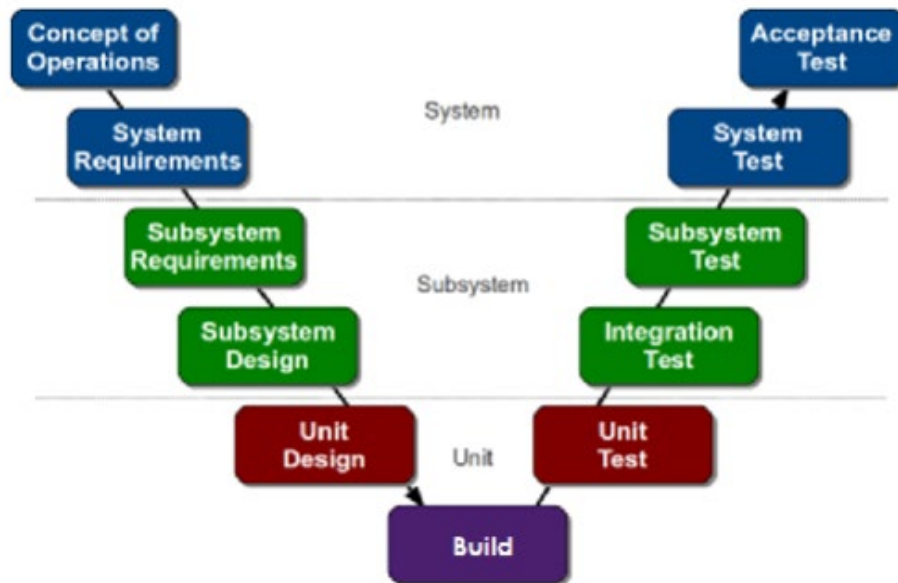 Concept of
Operations
Acceptance
Test
System
System
Requirements
System
Test
Subsystem
Requirements
Subsystem
Test
Subsystem
Subsystem
Design
Integration
Test
Unit
Design
Unit
Unit
Test
Build